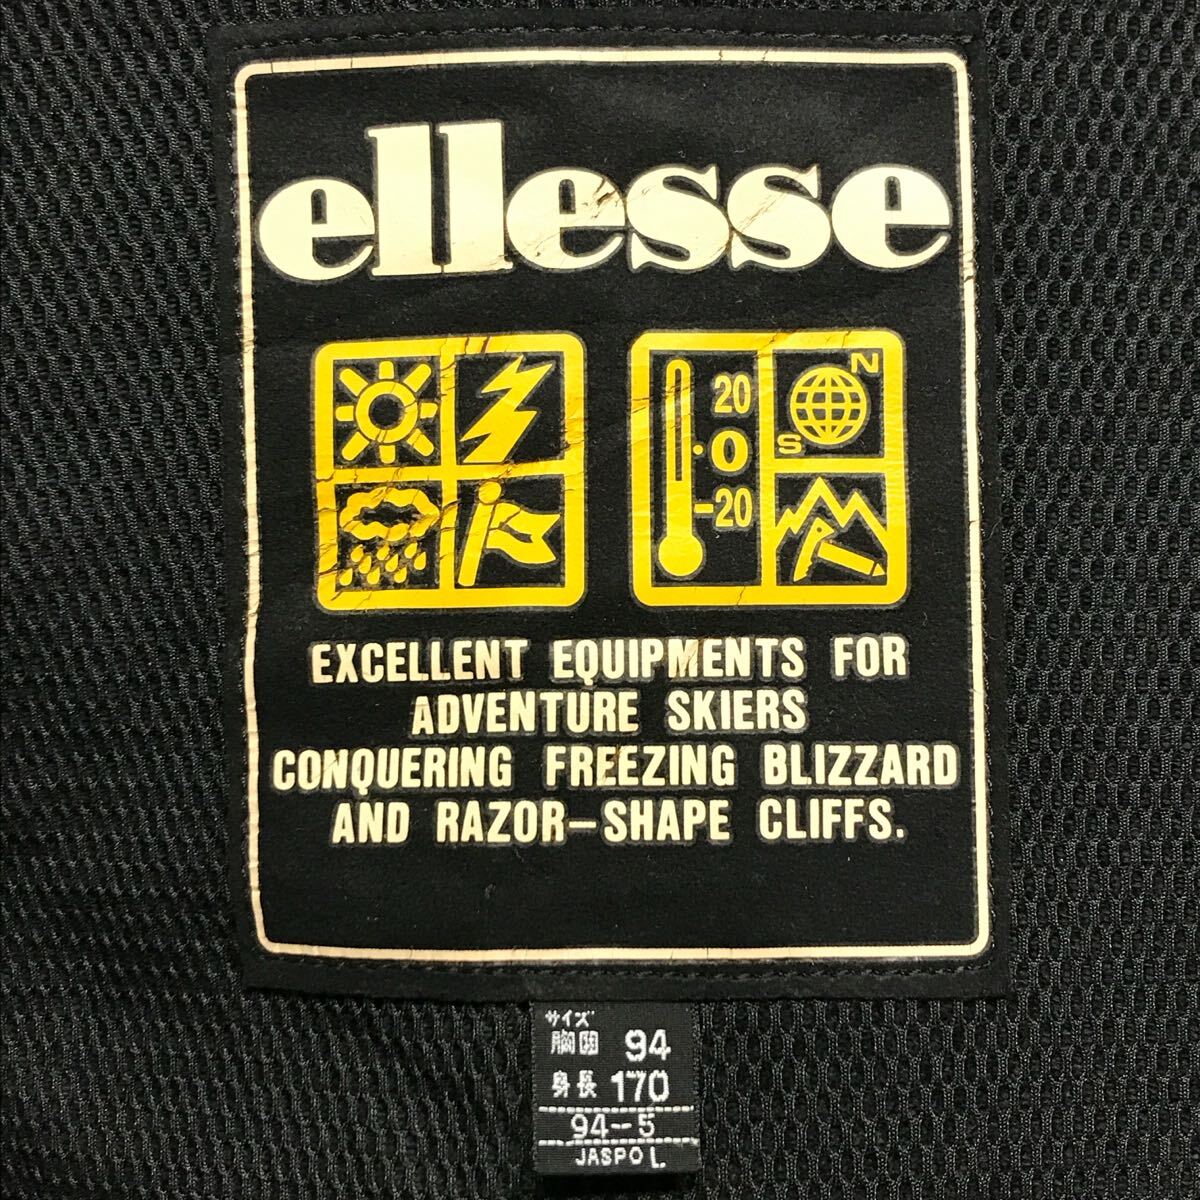 ellesse
20
0
-20
N
S
EXCELLENT EQUIPMENTS FOR
ADVENTURE SKIERS
CONQUERING FREEZING BLIZZARD
AND RAZOR-SHAPE CLIFFS.
サイズ
胸囲 94
身長 170
94-5
JASPO L.